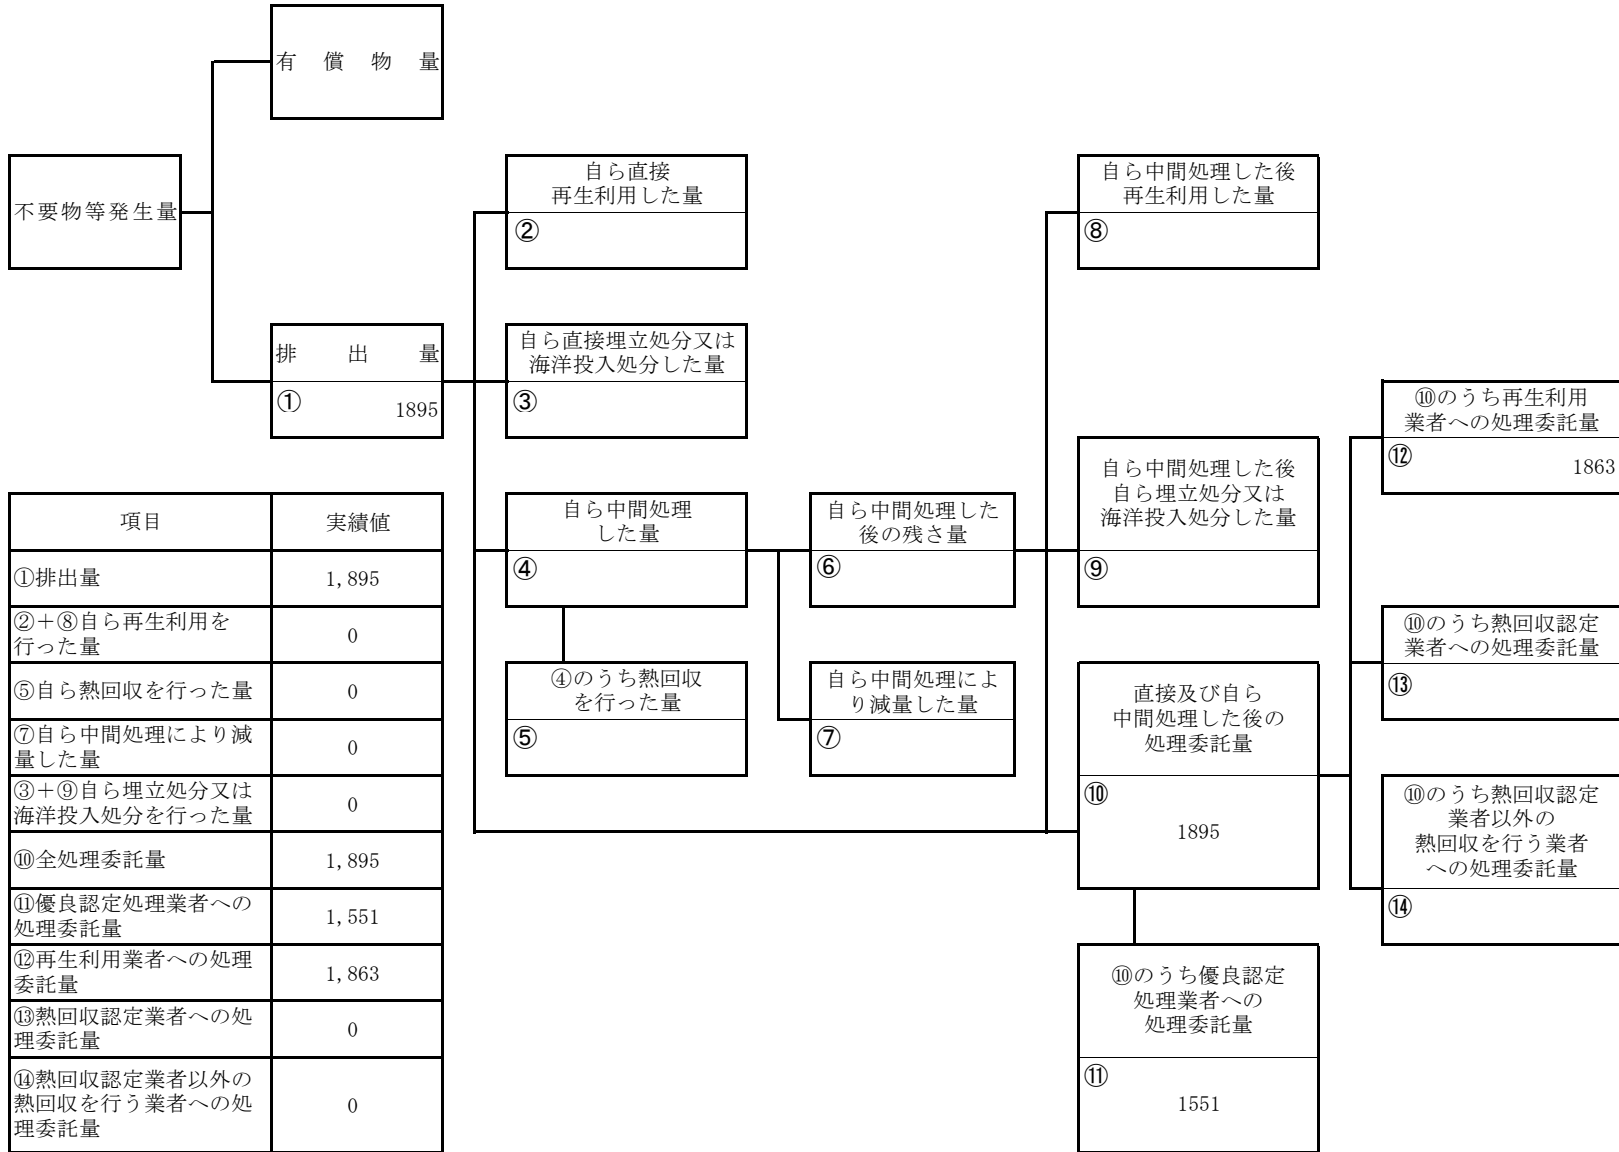 有償物量
不要物等発生量
排出量
①
1895
自ら直接
再生利用した量
②
自ら直接埋立処分又は
海洋投入処分した量
③
自ら中間処理
した量
④
④のうち熱回収
を行った量
⑤
自ら中間処理した
後の残さ量
⑥
自ら中間処理によ
り減量した量
⑦
自ら中間処理した後
再生利用した量
⑧
自ら中間処理した後
自ら埋立処分又は
海洋投入処分した量
⑨
直接及び自ら
中間処理した後の
処理委託量
⑩
1895
⑩のうち優良認定
処理業者への
処理委託量
⑪
1551
⑩のうち再生利用
業者への処理委託量
⑫
1863
⑩のうち熱回収認定
業者への処理委託量
⑬
⑩のうち熱回収認定
業者以外の
熱回収を行う業者
への処理委託量
⑭
項目 実績値
①排出量 1,895
②+⑧自ら再生利用を
行った量 0
⑤自ら熱回収を行った量 0
⑦自ら中間処理により減
量した量 0
③+⑨自ら埋立処分又は
海洋投入処分を行った量 0
⑩全処理委託量 1,895
⑪優良認定処理業者への
処理委託量 1,551
⑫再生利用業者への処理
委託量 1,863
⑬熱回収認定業者への処
理委託量 0
⑭熱回収認定業者以外の
熱回収を行う業者への処
理委託量 0